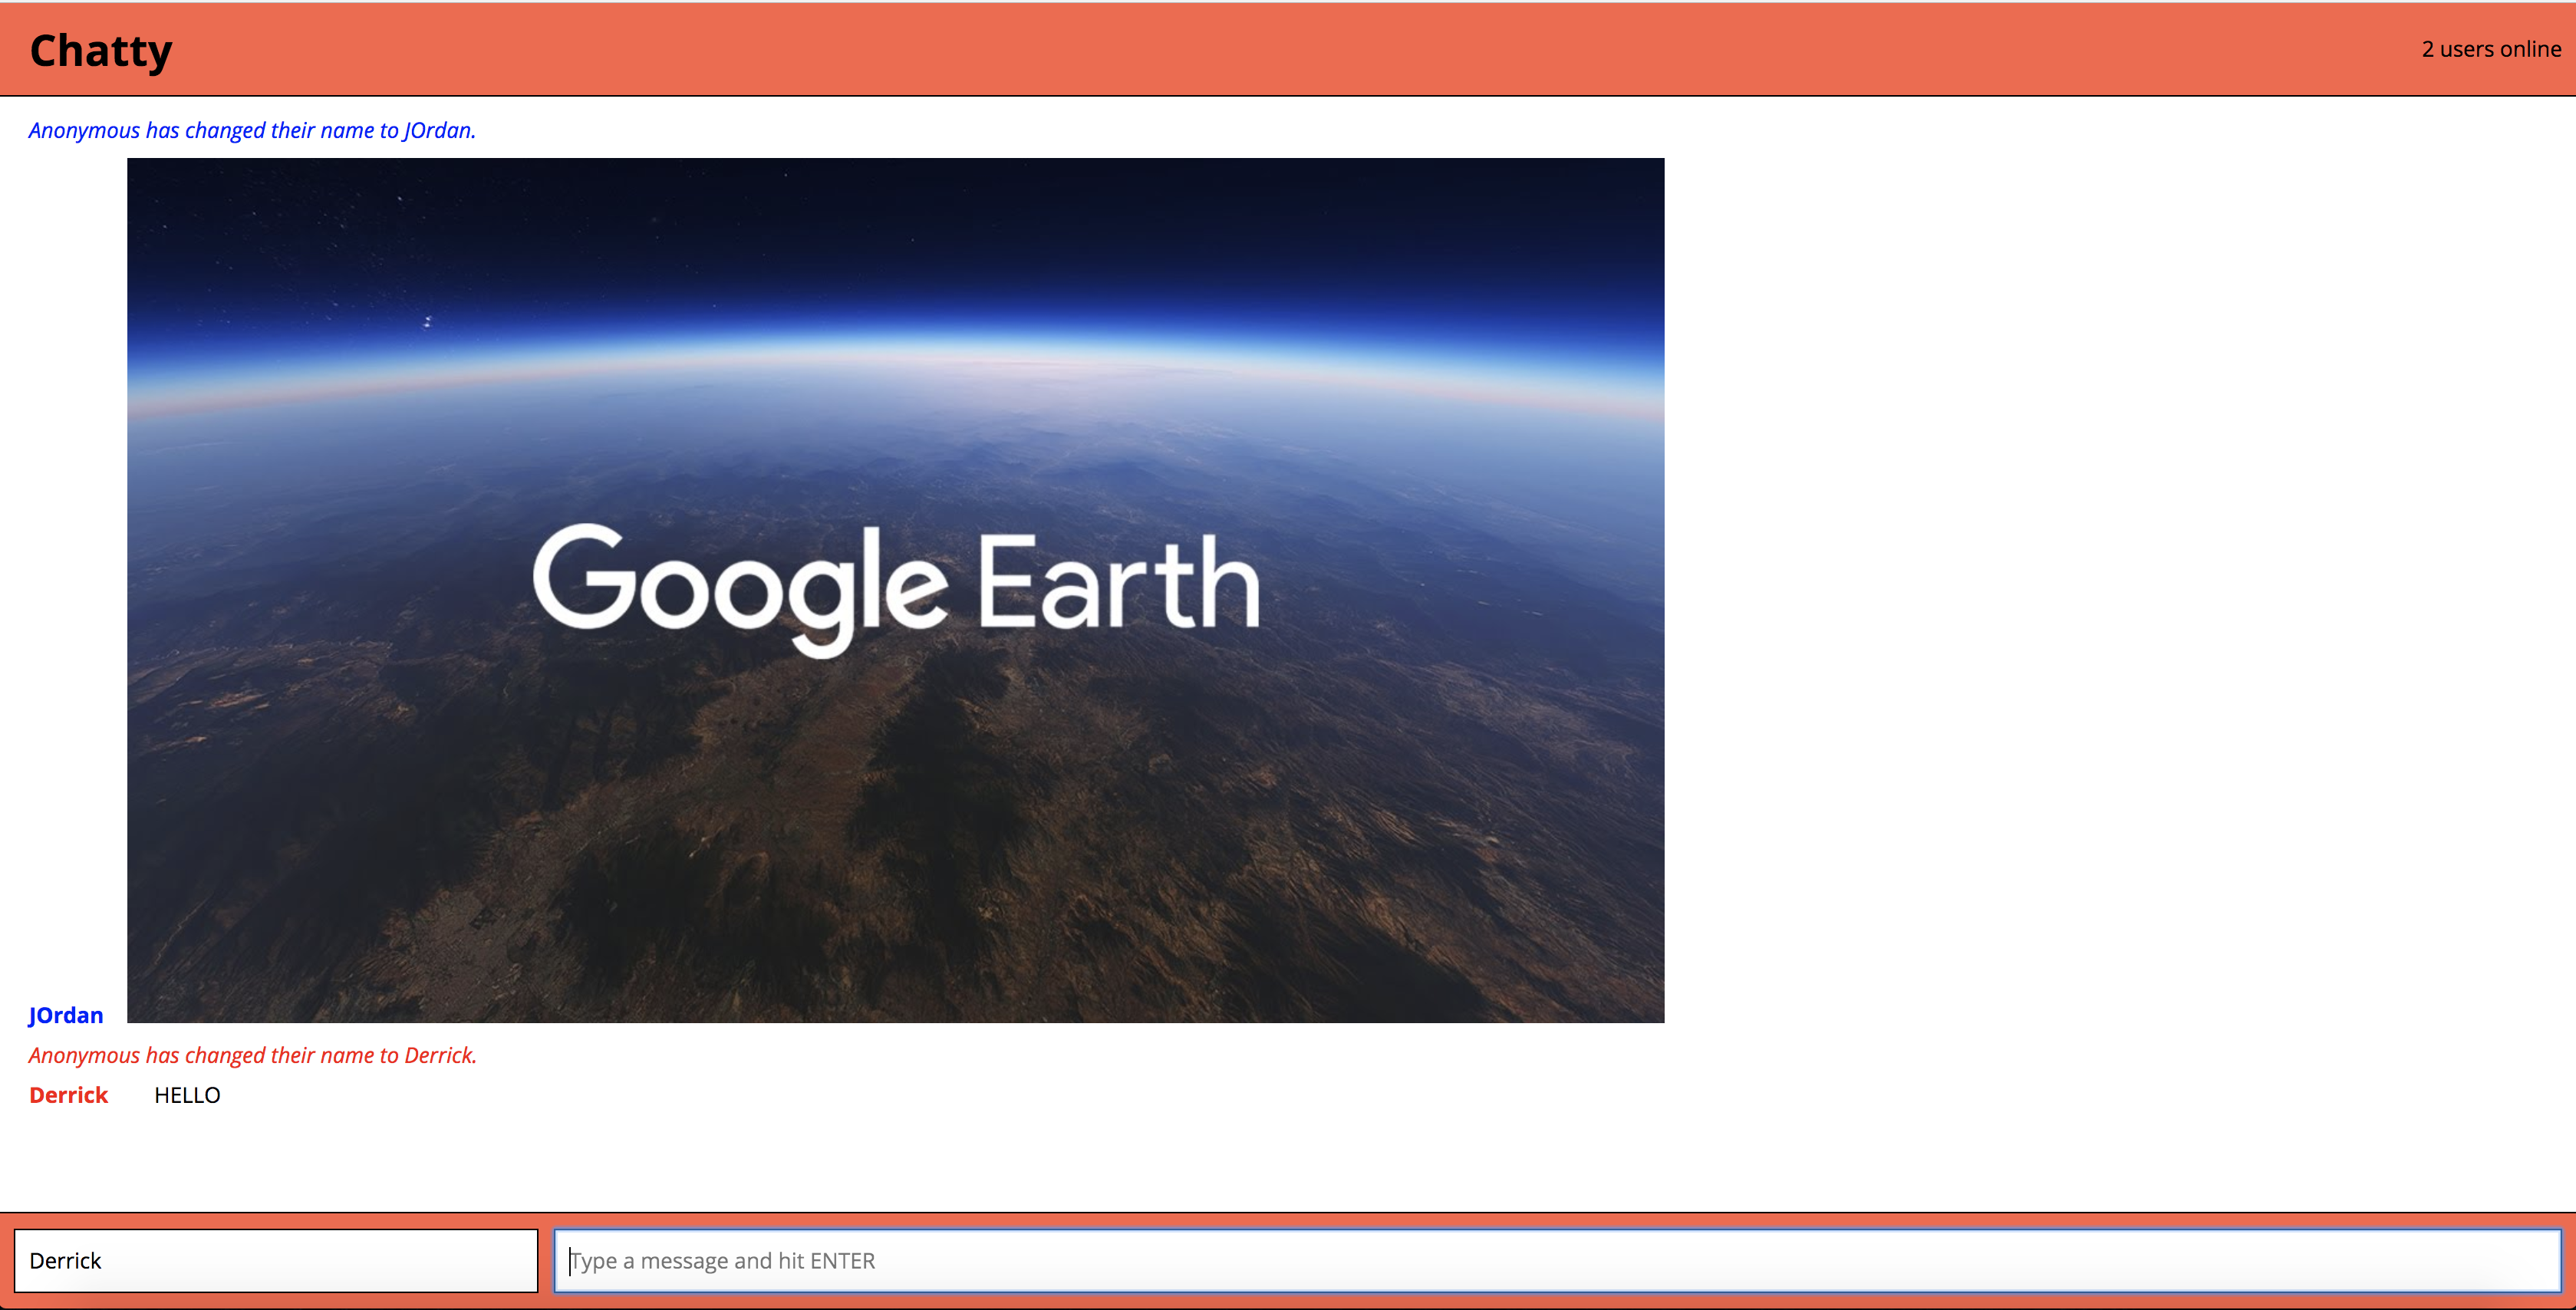 Chatty
2 users online
Anonymous has changed their name to JOrdan.
Google Earth
JOrdan
Anonymous has changed their name to Derrick.
Derrick HELLO
Derrick
Type a message and hit ENTER